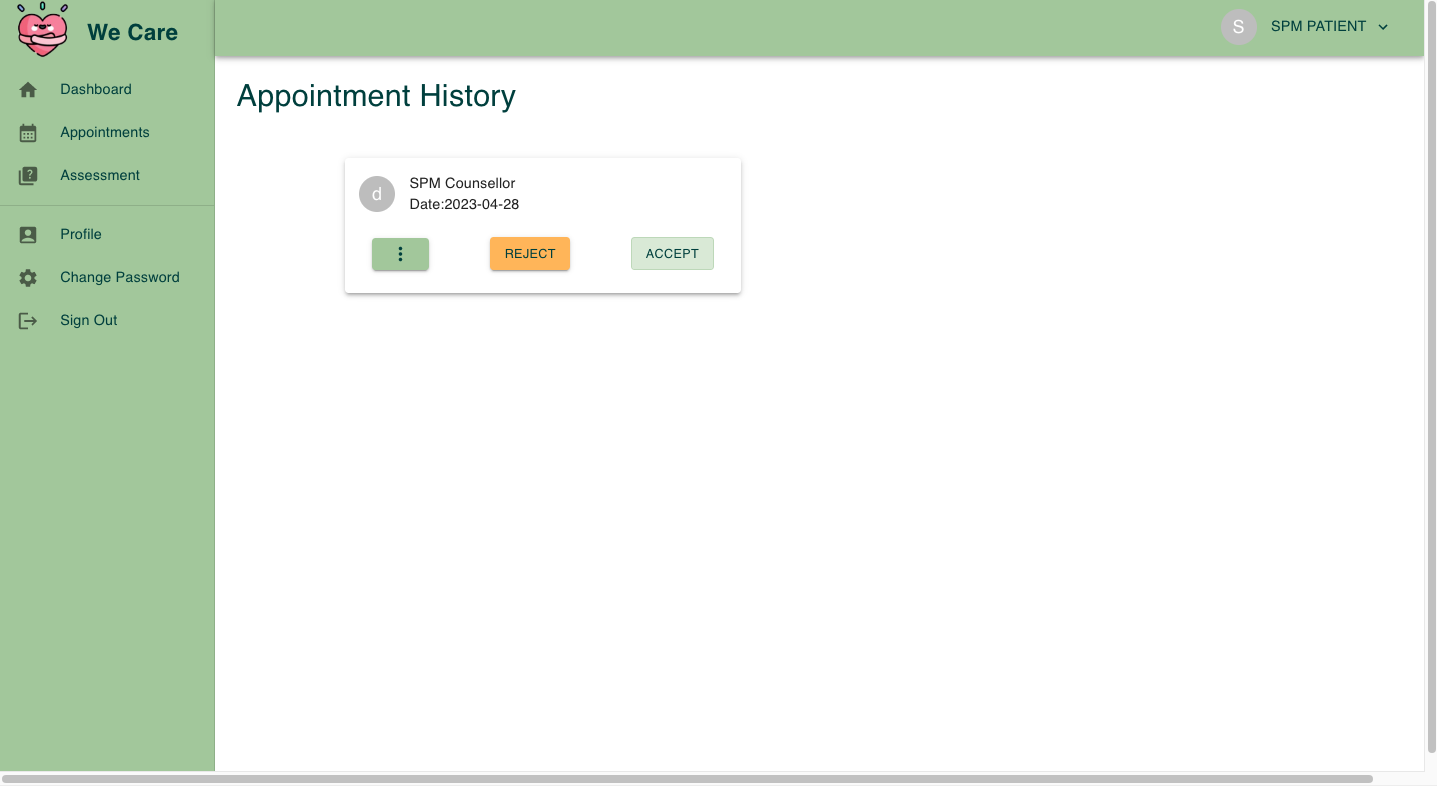 We Care
S
SPM PATIENT
Dashboard
Appointments
Assessment
Profile
Change Password
Sign Out
Appointment History
d
SPM Counsellor
Date:2023-04-28
REJECT
ACCEPT